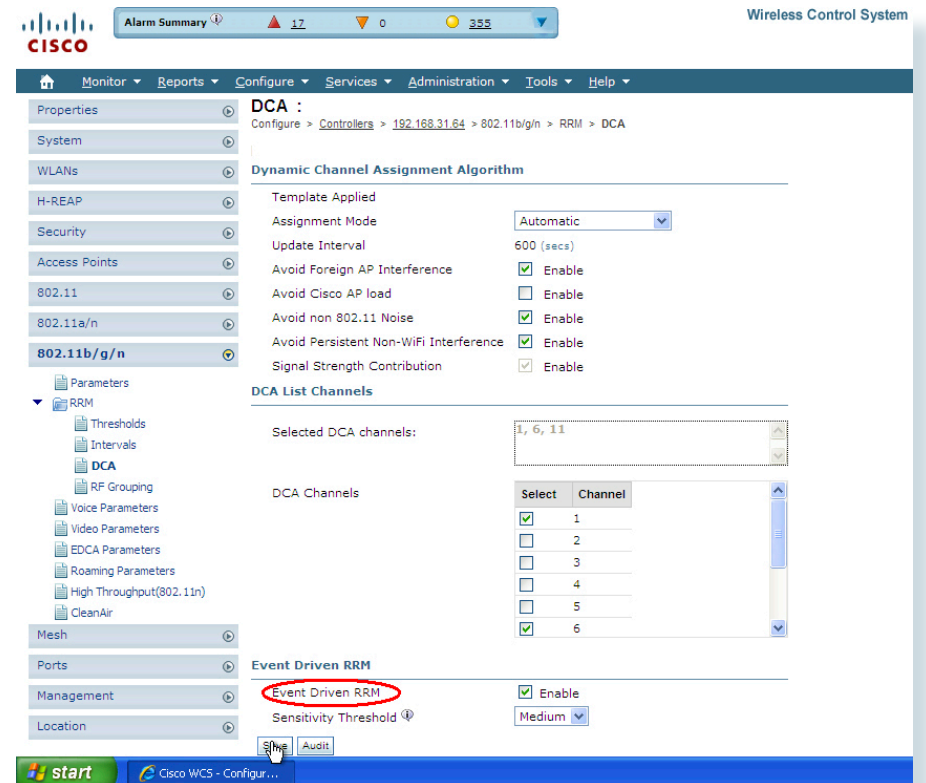 Wireless Control System
CISCO
Alarm Summary 17 0 355
Monitor Reports Configure Services Administration Tools Help
Properties
System
WLANs
H-REAP
Security
Access Points
802.11
802.11a/n
802.11b/g/n
Parameters
RRM
Thresholds
Intervals
DCA
RF Grouping
Voice Parameters
Video Parameters
EDCA Parameters
Roaming Parameters
High Throughput(802.11n)
CleanAir
Mesh
Ports
Management
Location
DCA :
Configure > Controllers > 192.168.31.64 > 802.11b/g/n > RRM > DCA
Dynamic Channel Assignment Algorithm
Template Applied
Assignment Mode Automatic
Update Interval 600 (secs)
Avoid Foreign AP Interference Enable
Avoid Cisco AP load Enable
Avoid non 802.11 Noise Enable
Avoid Persistent Non-WiFi Interference Enable
Signal Strength Contribution Enable
DCA List Channels
Selected DCA channels: 1, 6, 11
DCA Channels Select Channel
1
2
3
4
5
6
Event Driven RRM
Event Driven RRM Enable
Sensitivity Threshold Medium
Save Audit
start Cisco WCS - Configur...